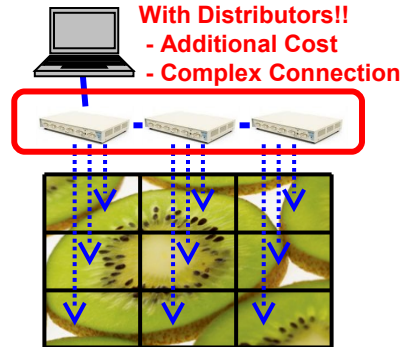 With Distributors!!
- Additional Cost
- Complex Connection